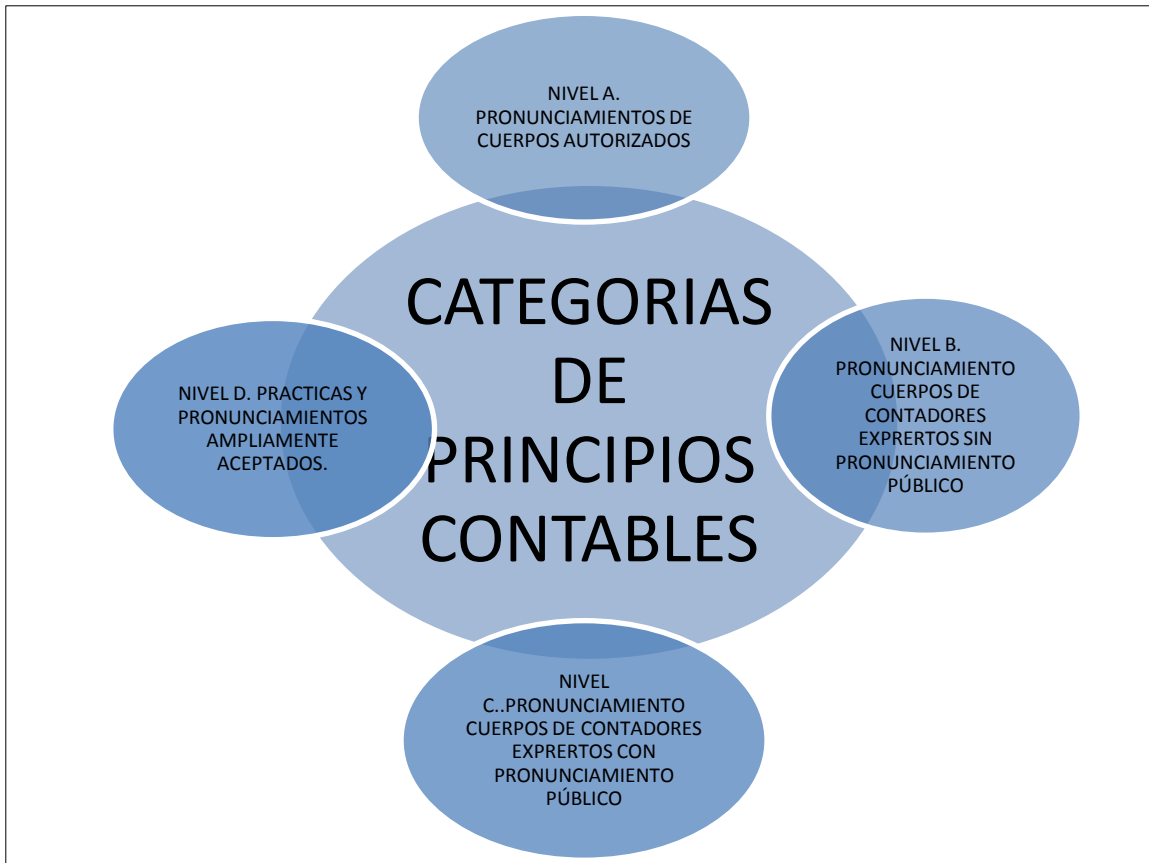 NIVEL A.
PRONUNCIAMIENTOS DE
CUERPOS AUTORIZADOS
CATEGORIAS
DE
PRINCIPIOS
CONTABLES
NIVEL B.
PRONUNCIAMIENTO
CUERPOS DE
CONTADORES
EXPRERTOS SIN
PRONUNCIAMIENTO
PÚBLICO
NIVEL D. PRACTICAS Y
PRONUNCIAMIENTOS
AMPLIAMENTE
ACEPTADOS.
NIVEL
C..PRONUNCIAMIENTO
CUERPOS DE CONTADORES
EXPRERTOS CON
PRONUNCIAMIENTO
PÚBLICO